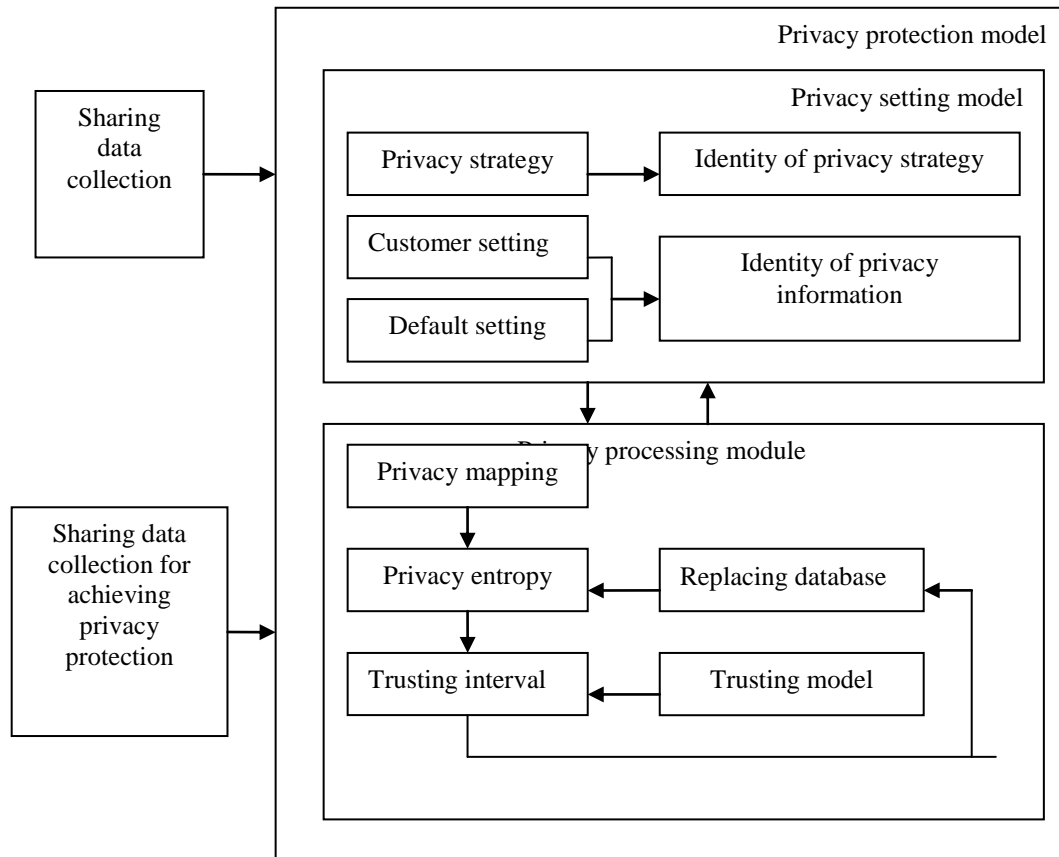 Privacy protection model
Sharing
data
collection
Privacy setting model
Privacy strategy
Identity of privacy strategy
Customer setting
Identity of privacy
information
Default setting
Privacy processing module
Privacy mapping
Sharing data
collection for
achieving
privacy
protection
Privacy entropy
Replacing database
Trusting interval
Trusting model